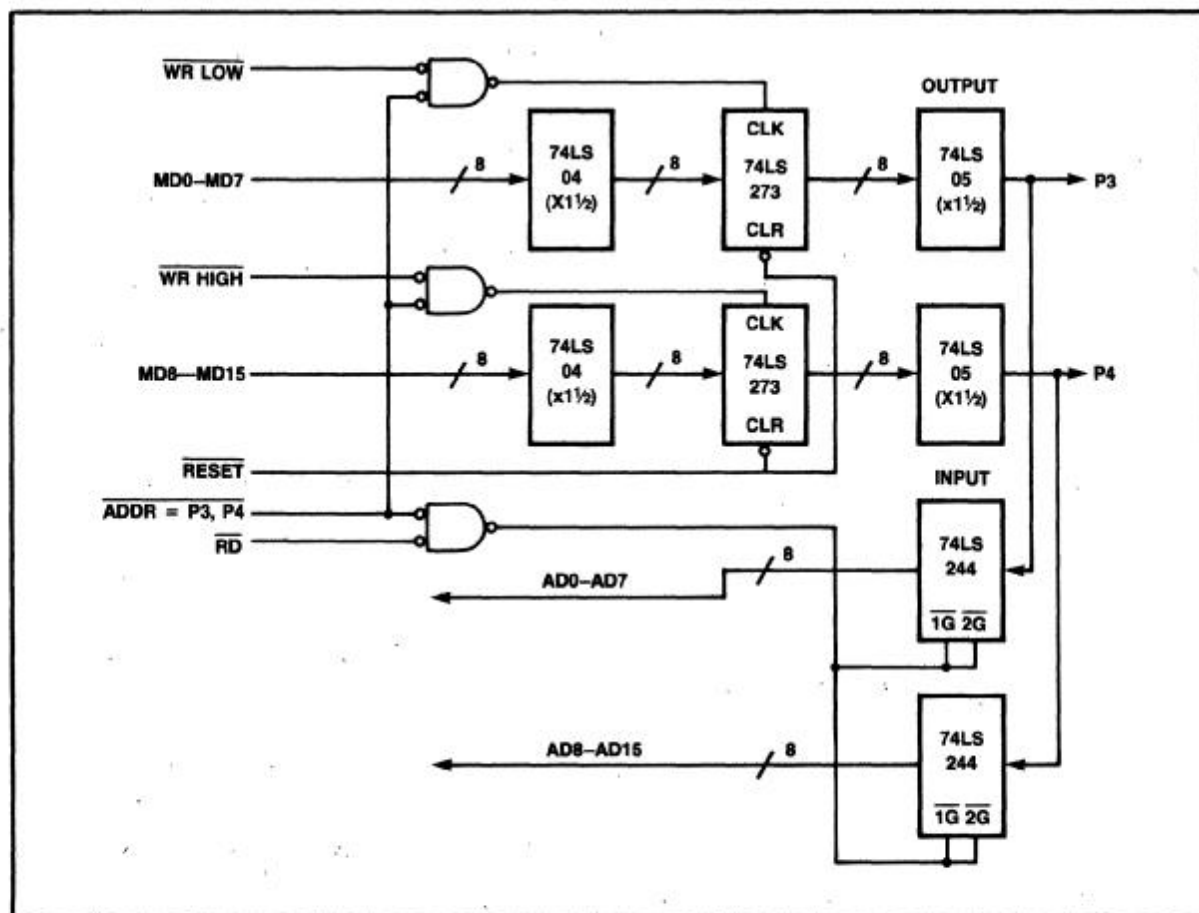 WR LOW
OUTPUT
MD0–MD7
8
74LS
04
(X1½)
8
CLK
74LS
273
CLR
8
74LS
05
(x1½)
P3
WR HIGH
MD8—MD15
8
74LS
04
(x1½)
8
CLK
74LS
273
CLR
8
74LS
05
(X1½)
P4
RESET
INPUT
ADDR = P3, P4
RD
AD0–AD7
8
74LS
244
1G 2G
AD8–AD15
8
74LS
244
1G 2G